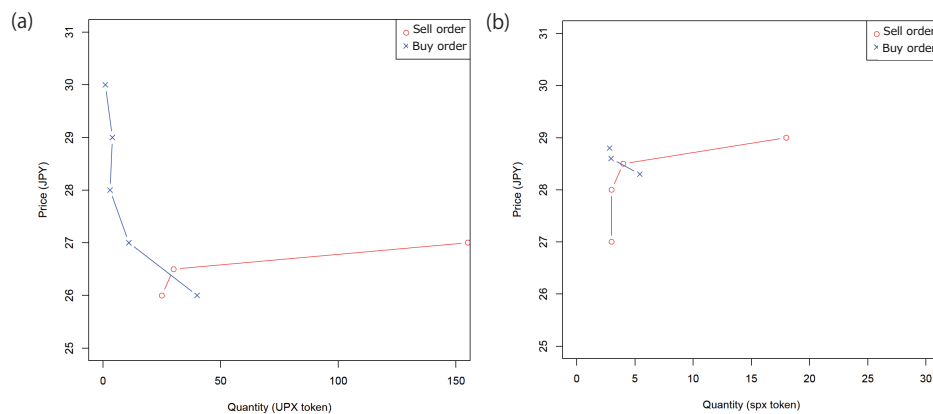 (a)
Sell order
Buy order
31
30
29
28
27
26
25
Price (JPY)
0
50
100
150
Quantity (UPX token)
(b)
Sell order
Buy order
31
30
29
28
27
26
25
Price (JPY)
0
5
10
15
20
25
30
Quantity (spx token)